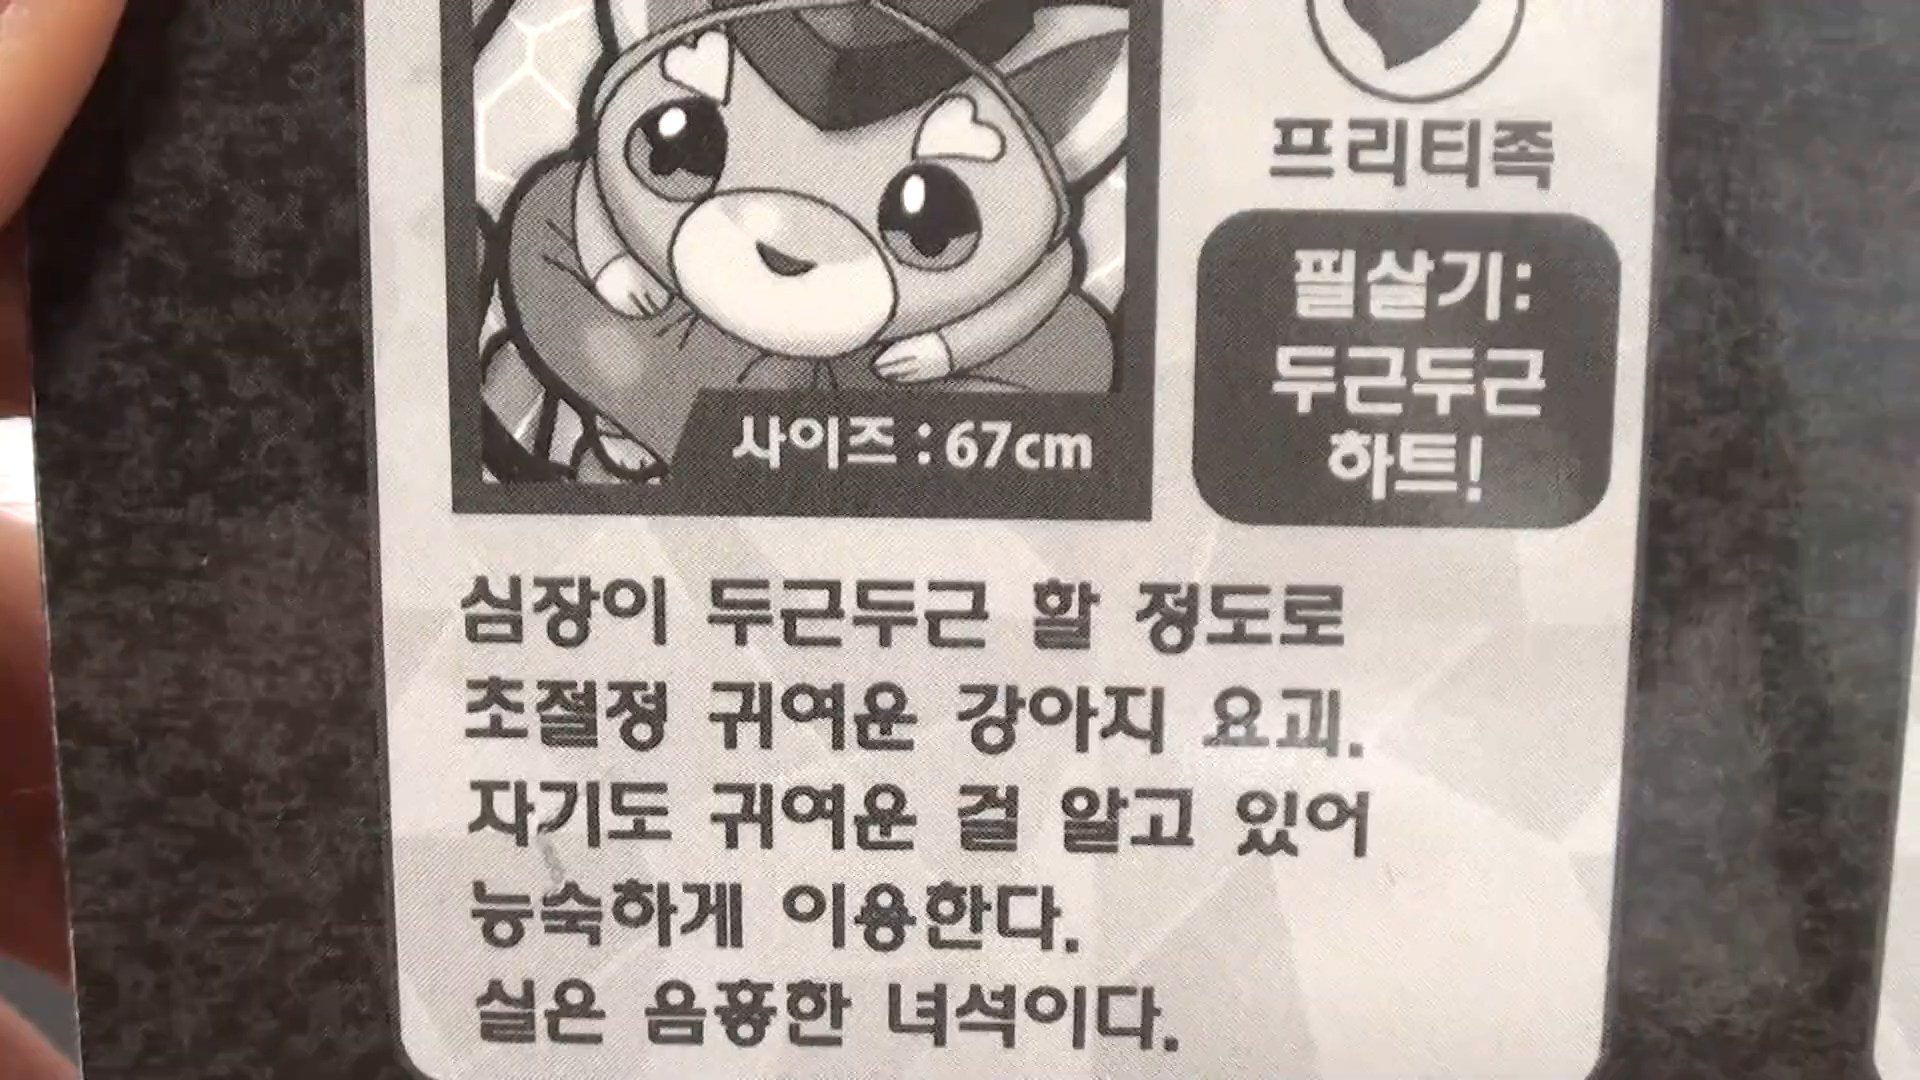 프리티족
필살기:
두근두근
하트!
사이즈 : 67cm
심장이 두근두근 할 정도로
초절정 귀여운 강아지 요괴.
자기도 귀여운 걸 알고 있어
능숙하게 이용한다.
실은 음흉한 녀석이다.